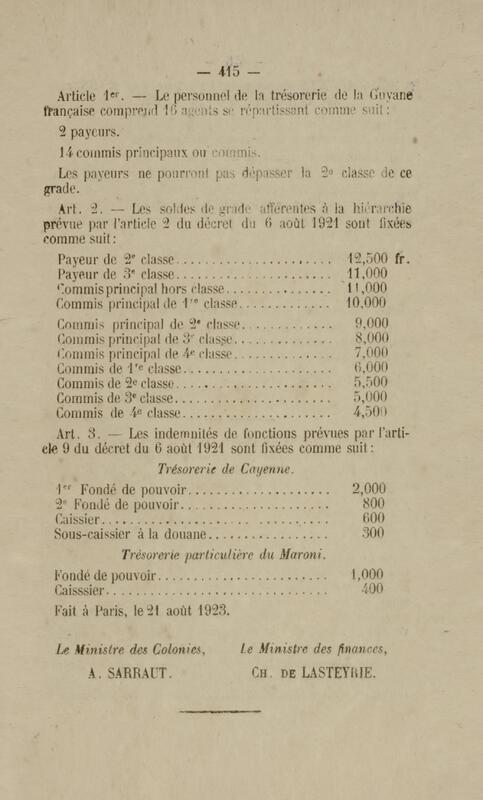 — 415 —
Article 1er. — Le personnel de la trésorerie de la Guyane
française comprend 16 agents se répartissant comme suit :
2 payeurs.
14 commis principaux ou commis.
Les payeurs ne pourront pas dépasser la 2e classe de ce
grade.
Art. 2. — Les soldes de grade afférentes à la hiérarchie
prévue par l'article 2 du décret du 6 août 1921 sont fixées
comme suit :
Payeur de 2e classe........................ 12,500 fr.
Payeur de 3e classe........................ 11,000
Commis principal hors classe................ 11,000
Commis principal de 1re classe.............. 10,000
Commis principal de 2e classe............... 9,000
Commis principal de 3e classe............... 8,000
Commis principal de 4e classe............... 7,000
Commis de 1re classe........................ 6,000
Commis de 2e classe......................... 5,500
Commis de 3e classe......................... 5,000
Commis de 4e classe......................... 4,500
Art. 3. — Les indemnités de fonctions prévues par l'arti-
cle 9 du décret du 6 août 1921 sont fixées comme suit :
Trésorerie de Cayenne.
1er Fondé de pouvoir........................ 2,000
2e Fondé de pouvoir......................... 800
Caissier.................................... 600
Sous-caissier à la douane................... 300
Trésorerie particulière du Maroni.
Fondé de pouvoir............................ 1,000
Caisssier................................... 400
Fait à Paris, le 21 août 1923.
Le Ministre des Colonies, Le Ministre des finances,
A. SARRAUT. CH. DE LASTEYRIE.